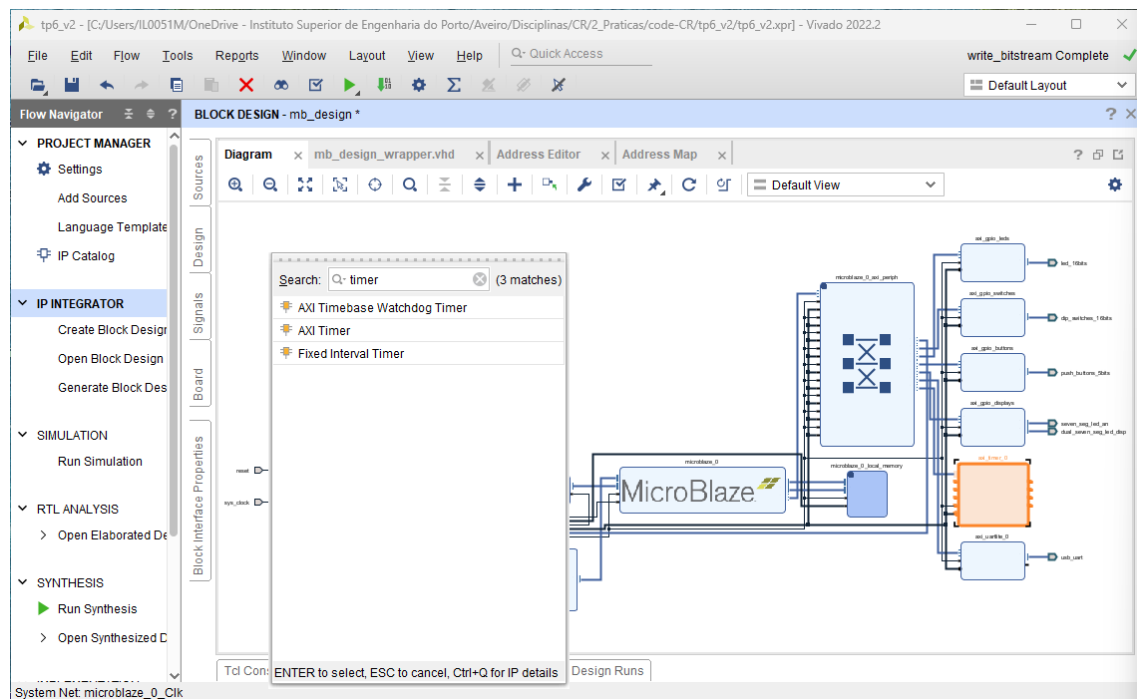 tp6_v2 - [C:/Users/IL0051M/OneDrive - Instituto Superior de Engenharia do Porto/Aveiro/Disciplinas/CR/2_Praticas/code-CR/tp6_v2/tp6_v2.xpr] - Vivado 2022.2
File Edit Flow Tools Reports Window Layout View Help Quick Access write_bitstream Complete
Default Layout
Flow Navigator ? BLOCK DESIGN - mb_design * ?
PROJECT MANAGER
Settings
Add Sources
Language Template
IP Catalog
IP INTEGRATOR
Create Block Design
Open Block Design
Generate Block Des
SIMULATION
Run Simulation
RTL ANALYSIS
Open Elaborated De
SYNTHESIS
Run Synthesis
Open Synthesized D
Sources
Design
Signals
Board
Block Interface Properties
Diagram mb_design_wrapper.vhd Address Editor Address Map ?
Default View
Search: timer (3 matches)
AXI Timebase Watchdog Timer
AXI Timer
Fixed Interval Timer
ENTER to select, ESC to cancel, Ctrl+Q for IP details
reset
sys_clock
microblaze_0
MicroBlaze
microblaze_0_axi_periph
microblaze_0_local_memory
axi_gpio_leds
led_16bits
axi_gpio_switches
dip_switches_16bits
axi_gpio_buttons
push_buttons_5bits
axi_gpio_displays
seven_seg_led_an
dual_seven_seg_led_disp
axi_timer_0
axi_uartlite_0
usb_uart
Tcl Con Design Runs
System Net: microblaze_0_Clk